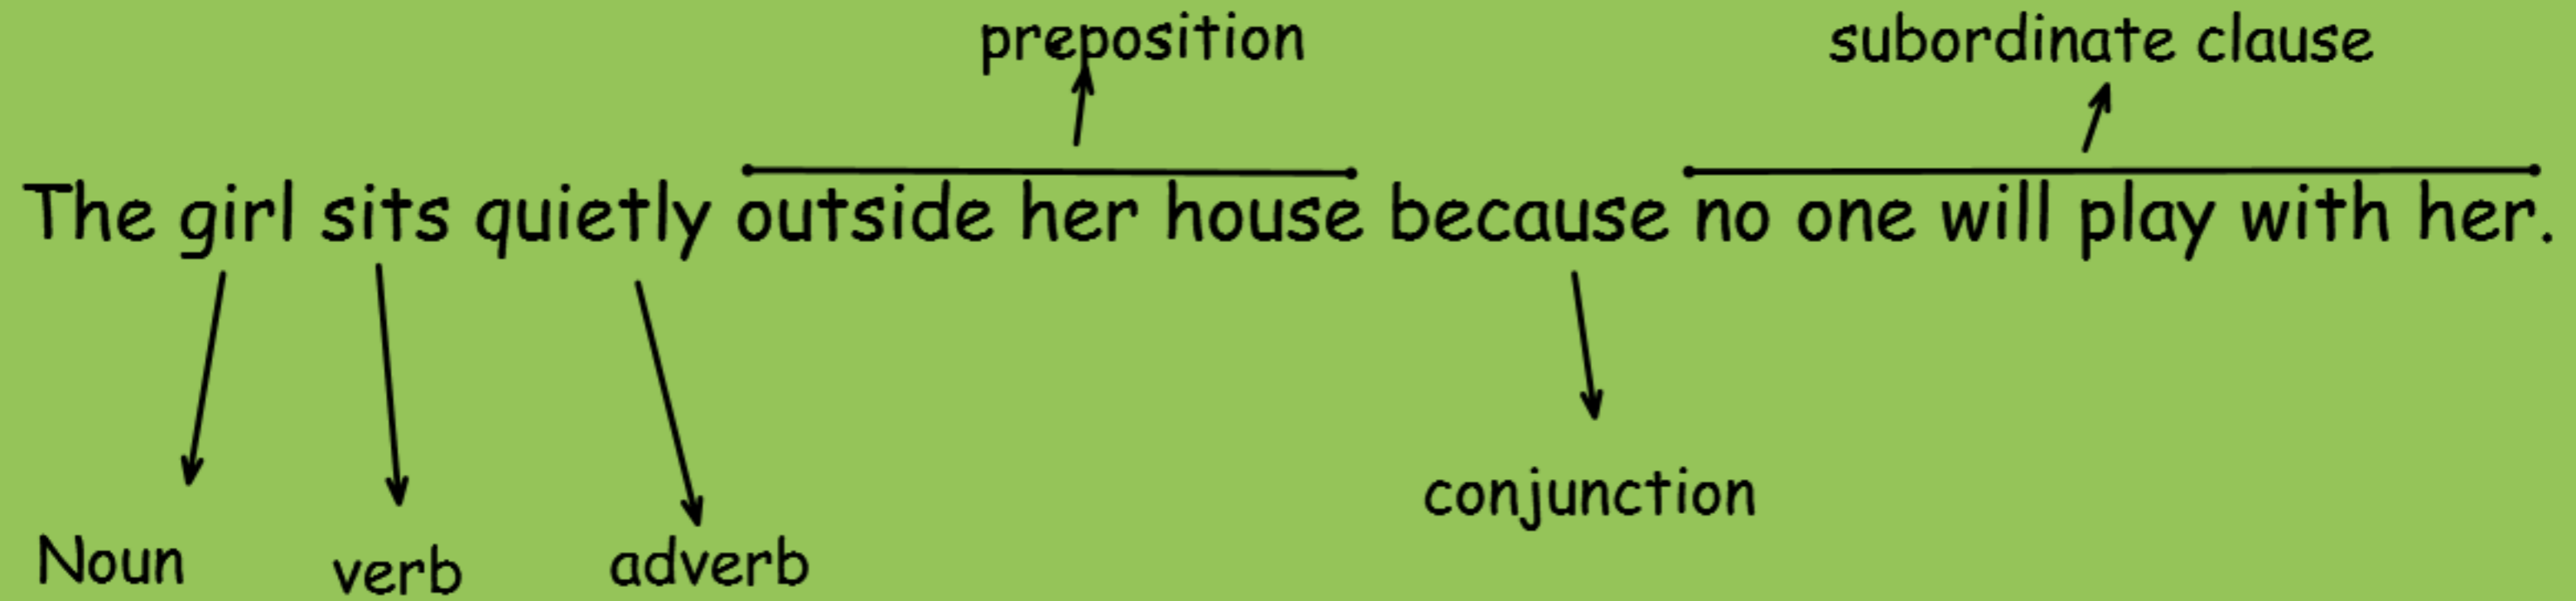 preposition
subordinate clause
The girl sits quietly outside her house because no one will play with her.
conjunction
Noun
verb
adverb